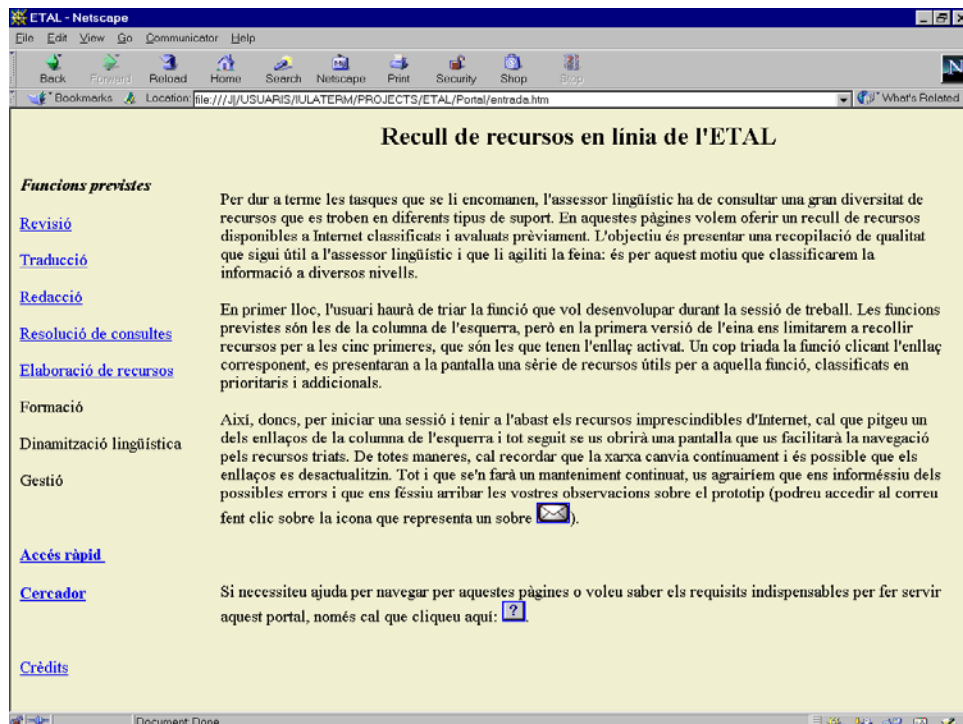 ETAL - Netscape
File Edit View Go Communicator Help
Back Forward Reload Home Search Netscape Print Security Shop Stop
Bookmarks Location: file:///J|/USUARIS/IULATERM/PROJECTS/ETAL/Portal/entrada.htm What's Related
Recull de recursos en línia de l'ETAL
Funcions previstes
Revisió
Traducció
Redacció
Resolució de consultes
Elaboració de recursos
Formació
Dinamització lingüística
Gestió
Accés ràpid
Cercador
Crèdits
Per dur a terme les tasques que se li encomanen, l'assessor lingüístic ha de consultar una gran diversitat de
recursos que es troben en diferents tipus de suport. En aquestes pàgines volem oferir un recull de recursos
disponibles a Internet classificats i avaluats prèviament. L'objectiu és presentar una recopilació de qualitat
que sigui útil a l'assessor lingüístic i que li agiliti la feina: és per aquest motiu que classificarem la
informació a diversos nivells.
En primer lloc, l'usuari haurà de triar la funció que vol desenvolupar durant la sessió de treball. Les funcions
previstes són les de la columna de l'esquerra, però en la primera versió de l'eina ens limitarem a recollir
recursos per a les cinc primeres, que són les que tenen l'enllaç activat. Un cop triada la funció clicant l'enllaç
corresponent, es presentaran a la pantalla una sèrie de recursos útils per a aquella funció, classificats en
prioritaris i addicionals.
Així, doncs, per iniciar una sessió i tenir a l'abast els recursos imprescindibles d'Internet, cal que pitgeu un
dels enllaços de la columna de l'esquerra i tot seguit se us obrirà una pantalla que us facilitarà la navegació
pels recursos triats. De totes maneres, cal recordar que la xarxa canvia contínuament i és possible que els
enllaços es desactualitzin. Tot i que se'n farà un manteniment continuat, us agrairíem que ens informéssiu dels
possibles errors i que ens féssiu arribar les vostres observacions sobre el prototip (podreu accedir al correu
fent clic sobre la icona que representa un sobre ).
Si necessiteu ajuda per navegar per aquestes pàgines o voleu saber els requisits indispensables per fer servir
aquest portal, només cal que cliqueu aquí: ?.
Document: Done